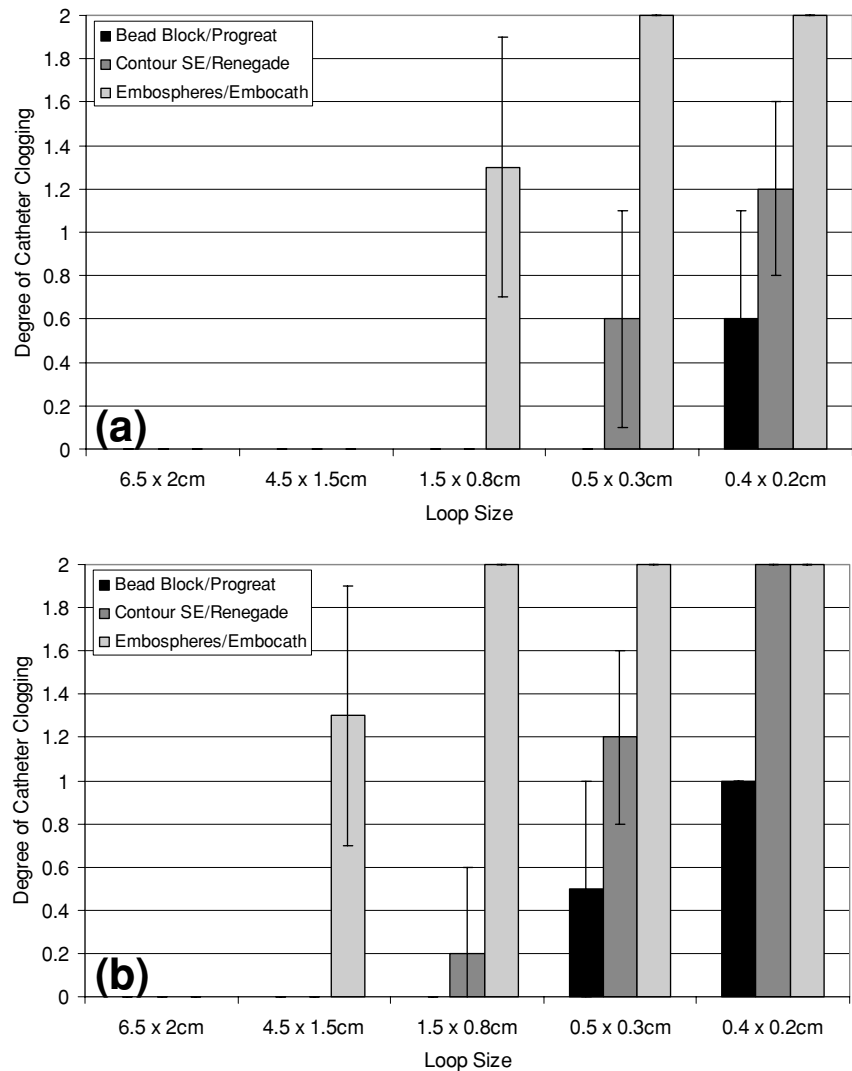 2
1.8
1.6
1.4
1.2
1
0.8
0.6
0.4
0.2
0
Degree of Catheter Clogging
Bead Block/Progreat
Contour SE/Renegade
Embospheres/Embocath
(a)
6.5 x 2cm 4.5 x 1.5cm 1.5 x 0.8cm 0.5 x 0.3cm 0.4 x 0.2cm
Loop Size
2
1.8
1.6
1.4
1.2
1
0.8
0.6
0.4
0.2
0
Degree of Catheter Clogging
Bead Block/Progreat
Contour SE/Renegade
Embospheres/Embocath
(b)
6.5 x 2cm 4.5 x 1.5cm 1.5 x 0.8cm 0.5 x 0.3cm 0.4 x 0.2cm
Loop Size